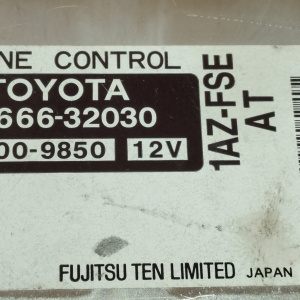 NE CONTROL
TOYOTA
666-32030
00-9850 12V
1AZ-FSE
AT
FUJITSU TEN LIMITED JAPAN